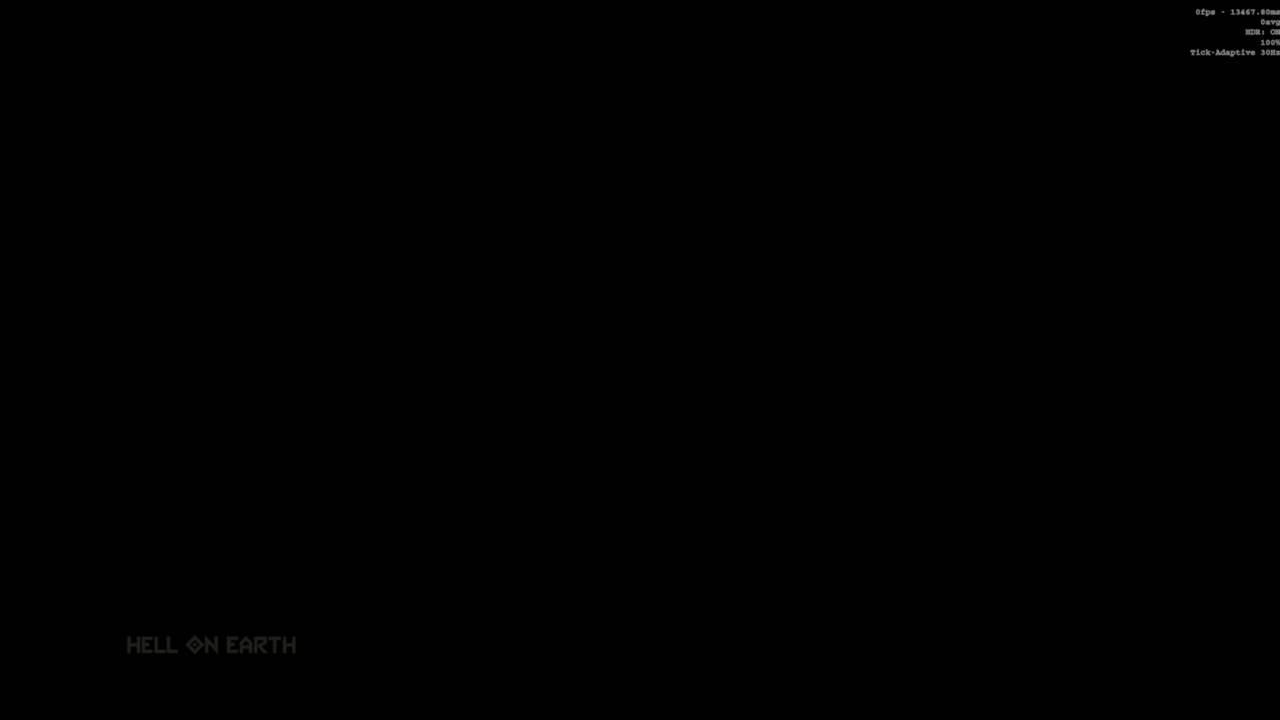 0fps - 13467.80ms
0avg
HDR: ON
100%
Tick-Adaptive 30Hz
HELL ON EARTH